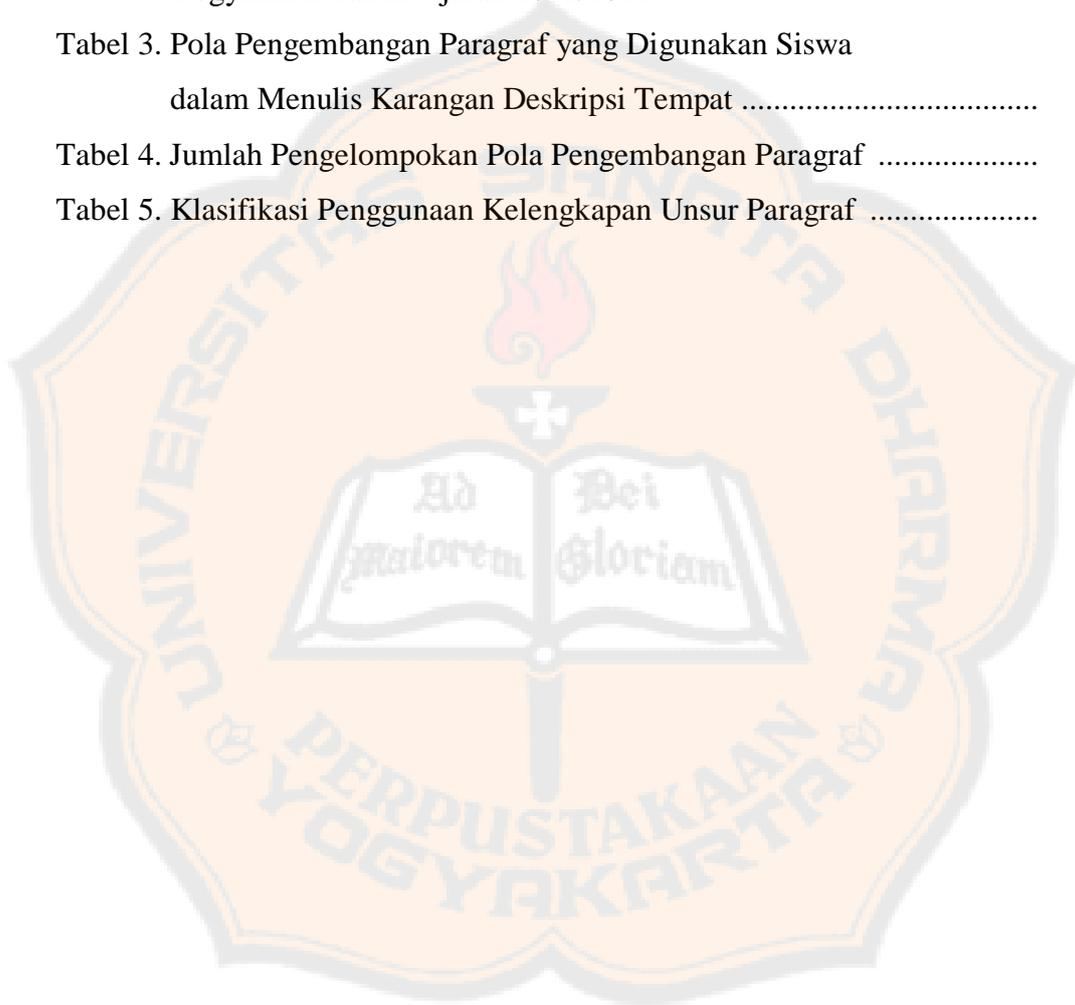 Tabel 3. Pola Pengembangan Paragraf yang Digunakan Siswa
dalam Menulis Karangan Deskripsi Tempat ....................................
Tabel 4. Jumlah Pengelompokan Pola Pengembangan Paragraf ....................
Tabel 5. Klasifikasi Penggunaan Kelengkapan Unsur Paragraf .....................
UNIVERSITAS SANATA DHARMA
Ad Dei
Maiorem Gloriam
PERPUSTAKAAN
YOGYAKARTA